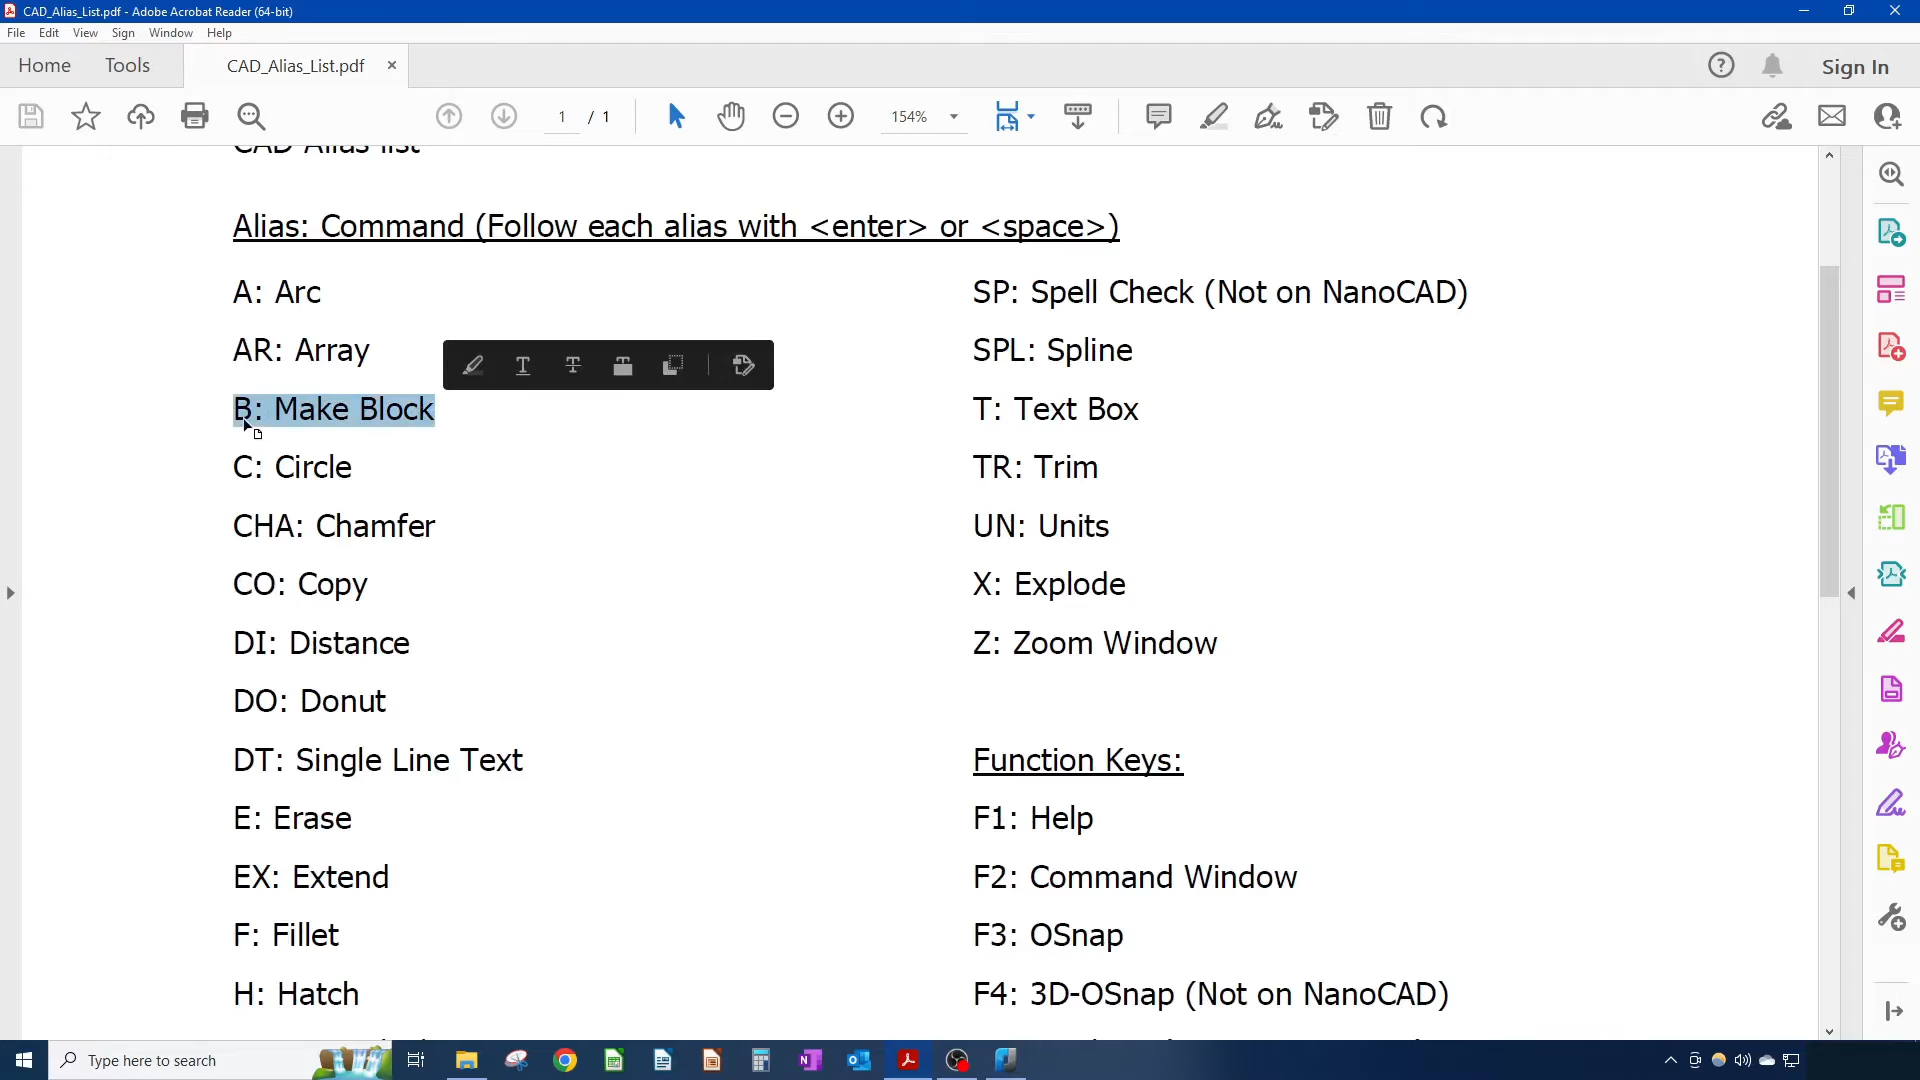 CAD_Alias_List.pdf - Adobe Acrobat Reader (64-bit)
File Edit View Sign Window Help
Home Tools CAD_Alias_List.pdf Sign In
1 / 1 154%
CAD Alias list
Alias: Command (Follow each alias with <enter> or <space>)
A: Arc
AR: Array
B: Make Block
C: Circle
CHA: Chamfer
CO: Copy
DI: Distance
DO: Donut
DT: Single Line Text
E: Erase
EX: Extend
F: Fillet
H: Hatch
SP: Spell Check (Not on NanoCAD)
SPL: Spline
T: Text Box
TR: Trim
UN: Units
X: Explode
Z: Zoom Window
Function Keys:
F1: Help
F2: Command Window
F3: OSnap
F4: 3D-OSnap (Not on NanoCAD)
Type here to search